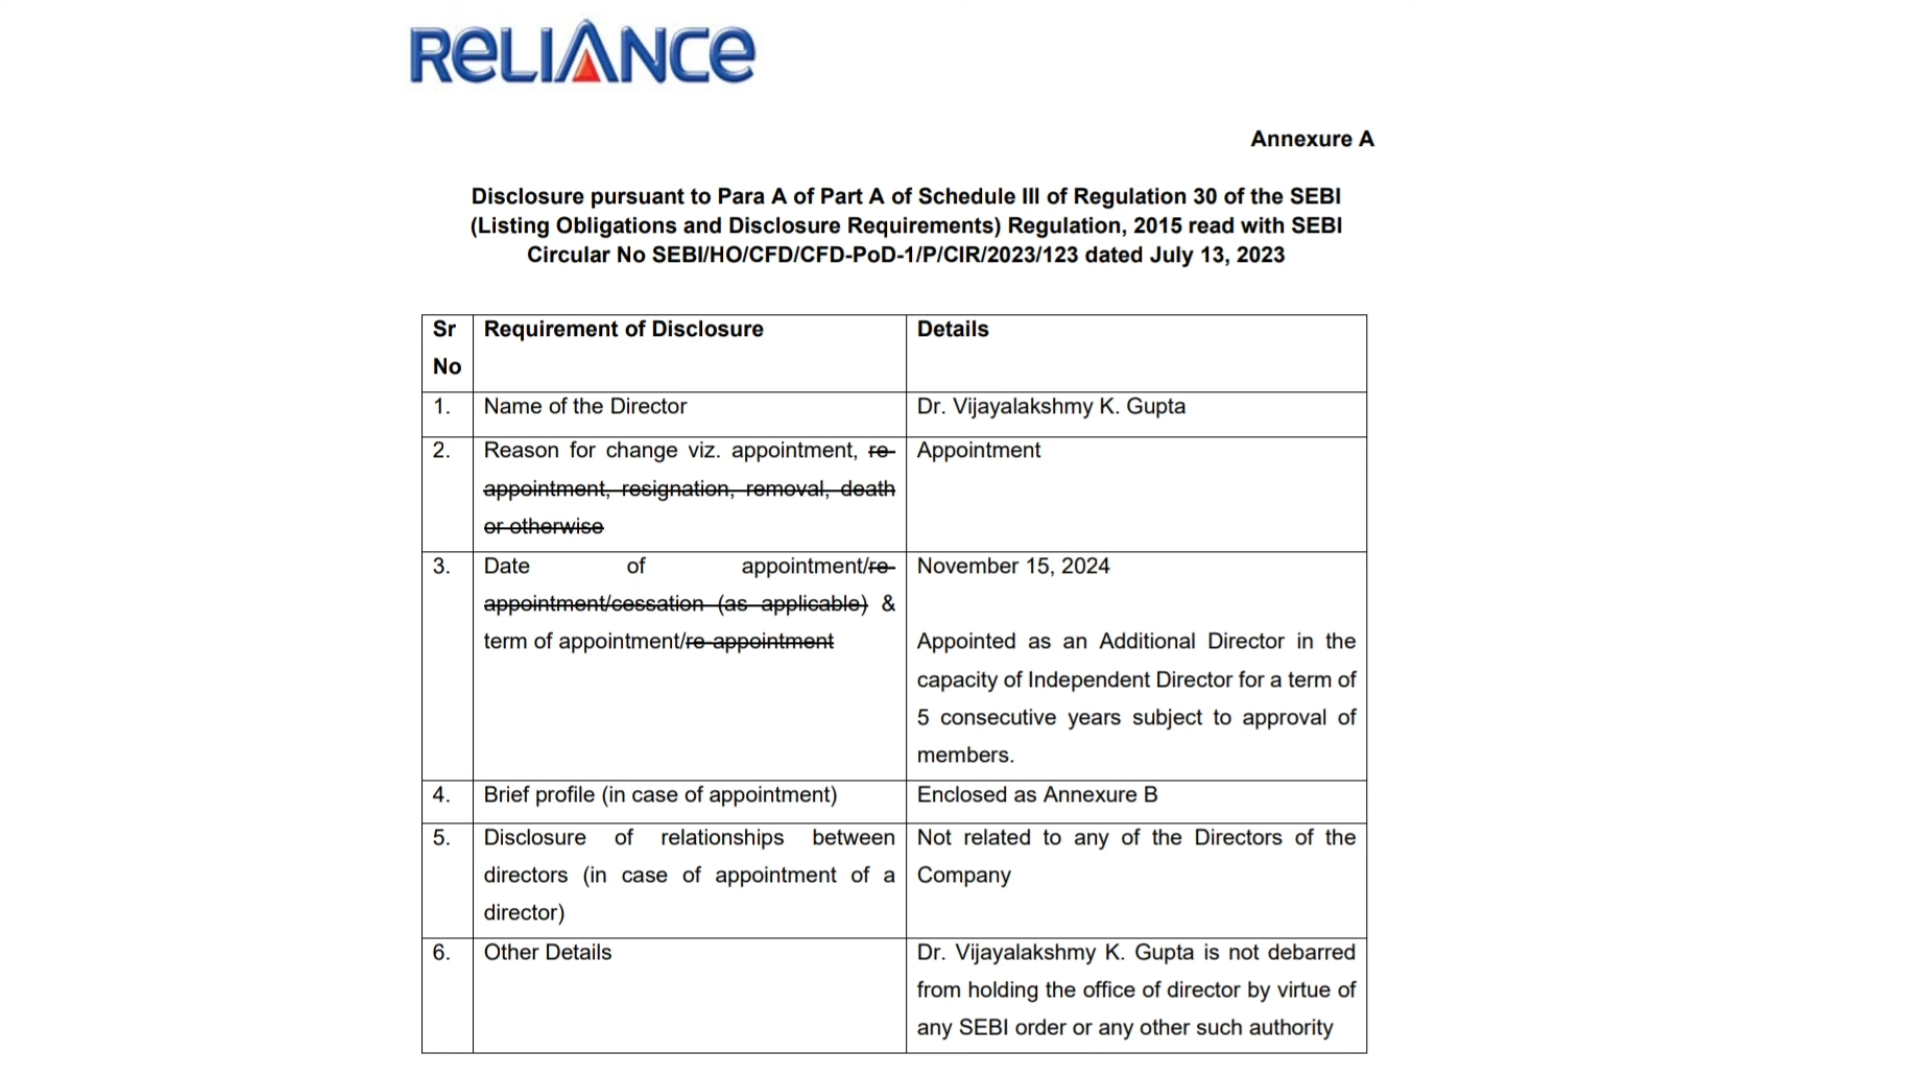 RELIANCE
Annexure A
Disclosure pursuant to Para A of Part A of Schedule III of Regulation 30 of the SEBI
(Listing Obligations and Disclosure Requirements) Regulation, 2015 read with SEBI
Circular No SEBI/HO/CFD/CFD-PoD-1/P/CIR/2023/123 dated July 13, 2023
Sr No
Requirement of Disclosure
Details
1.
Name of the Director
Dr. Vijayalakshmy K. Gupta
2.
Reason for change viz. appointment, re-
appointment, resignation, removal, death
or otherwise
Appointment
3.
Date of appointment/re-
appointment/cessation (as applicable) &
term of appointment/re-appointment
November 15, 2024
Appointed as an Additional Director in the
capacity of Independent Director for a term of
5 consecutive years subject to approval of
members.
4.
Brief profile (in case of appointment)
Enclosed as Annexure B
5.
Disclosure of relationships between
directors (in case of appointment of a
director)
Not related to any of the Directors of the
Company
6.
Other Details
Dr. Vijayalakshmy K. Gupta is not debarred
from holding the office of director by virtue of
any SEBI order or any other such authority